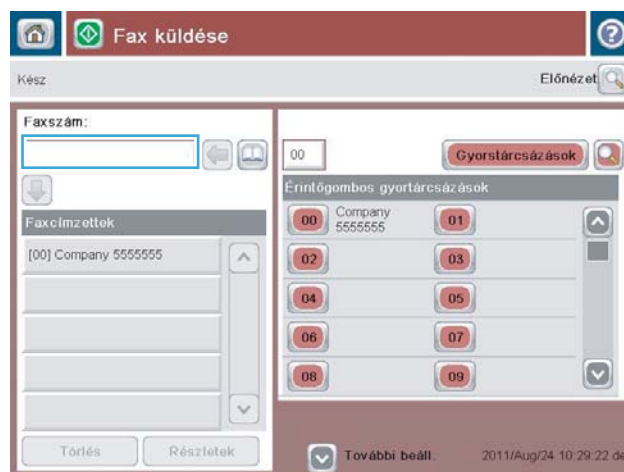 Fax küldése
Kész
Előnézet
Faxszám:
00
Gyorstárcsázások
Érintőgombos gyortárcsázások
Faxcímzettek
[00] Company 5555555
00 Company 5555555 01
02 03
04 05
06 07
08 09
Törlés Részletek
További beáll. 2011/Aug/24 10:29:22 de